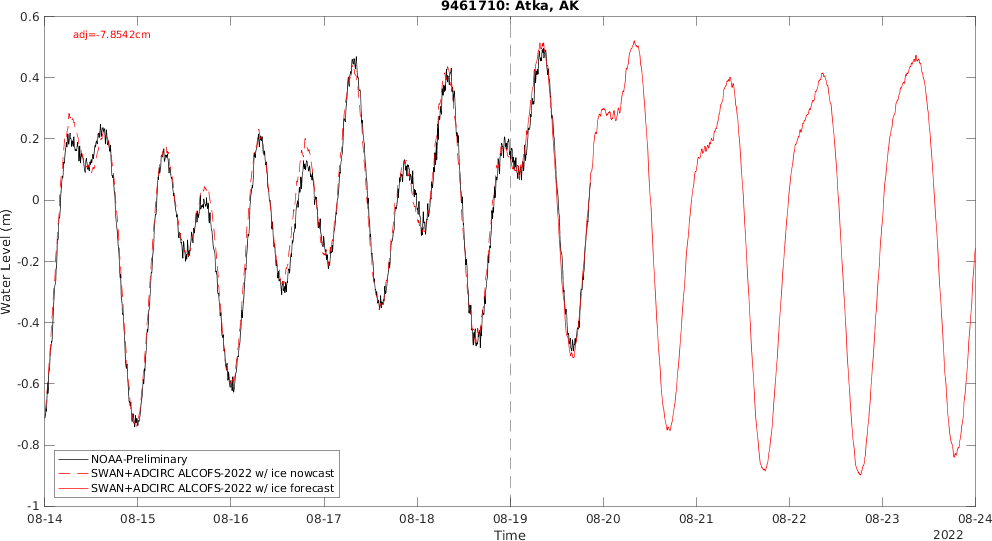 9461710: Atka, AK
adj=-7.8542cm
Water Level (m)
0.6
0.4
0.2
0
-0.2
-0.4
-0.6
-0.8
-1
NOAA-Preliminary
SWAN+ADCIRC ALCOFS-2022 w/ ice nowcast
SWAN+ADCIRC ALCOFS-2022 w/ ice forecast
08-14 08-15 08-16 08-17 08-18 08-19 08-20 08-21 08-22 08-23 08-24
Time
2022